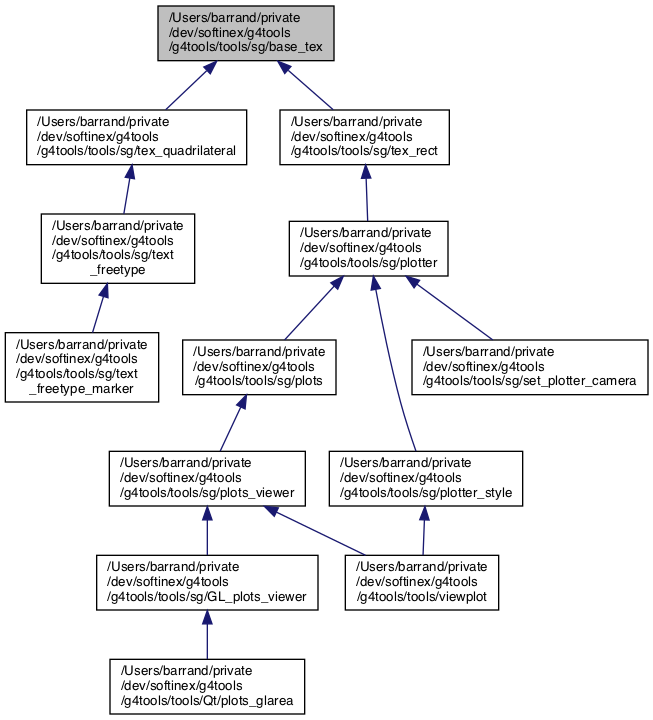 /Users/barrand/private
/dev/softinex/g4tools
/g4tools/tools/sg/base_tex
/Users/barrand/private
/dev/softinex/g4tools
/g4tools/tools/sg/tex_quadrilateral
/Users/barrand/private
/dev/softinex/g4tools
/g4tools/tools/sg/tex_rect
/Users/barrand/private
/dev/softinex/g4tools
/g4tools/tools/sg/text
_freetype
/Users/barrand/private
/dev/softinex/g4tools
/g4tools/tools/sg/plotter
/Users/barrand/private
/dev/softinex/g4tools
/g4tools/tools/sg/text
_freetype_marker
/Users/barrand/private
/dev/softinex/g4tools
/g4tools/tools/sg/plots
/Users/barrand/private
/dev/softinex/g4tools
/g4tools/tools/sg/set_plotter_camera
/Users/barrand/private
/dev/softinex/g4tools
/g4tools/tools/sg/plots_viewer
/Users/barrand/private
/dev/softinex/g4tools
/g4tools/tools/sg/plotter_style
/Users/barrand/private
/dev/softinex/g4tools
/g4tools/tools/sg/GL_plots_viewer
/Users/barrand/private
/dev/softinex/g4tools
/g4tools/tools/viewplot
/Users/barrand/private
/dev/softinex/g4tools
/g4tools/tools/Qt/plots_glarea